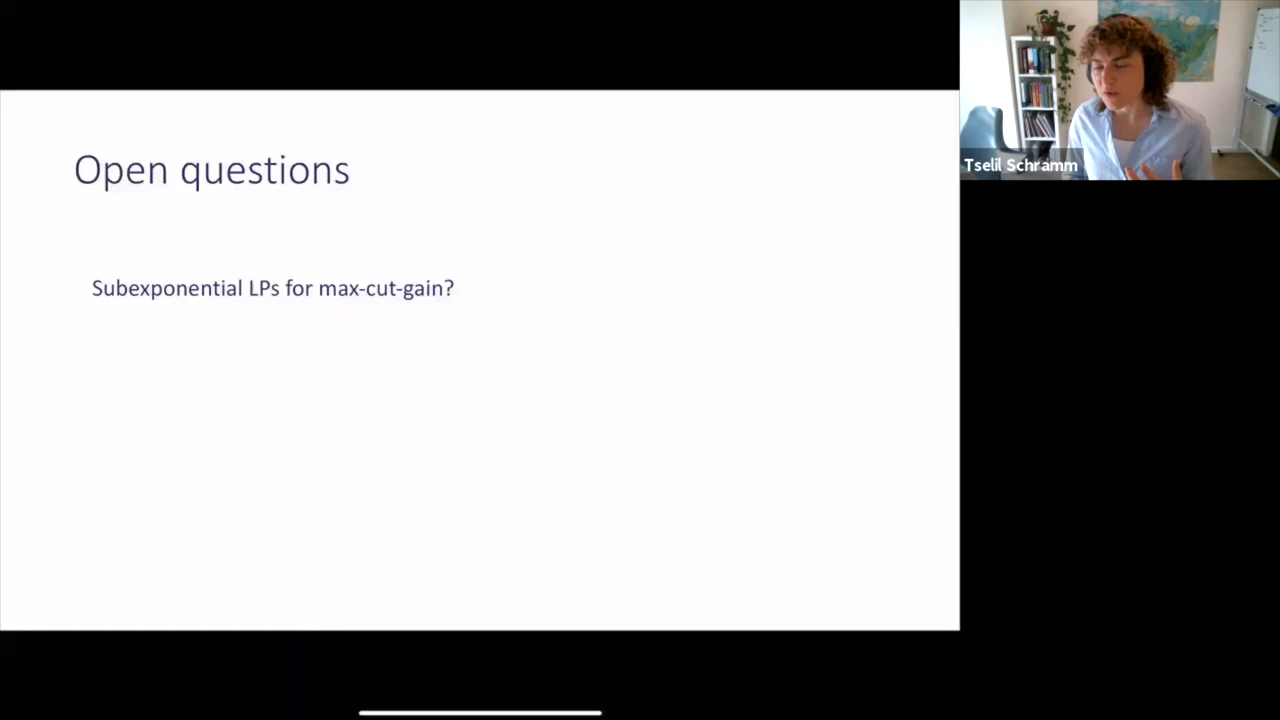 Open questions
Subexponential LPs for max-cut-gain?
Tselil Schramm